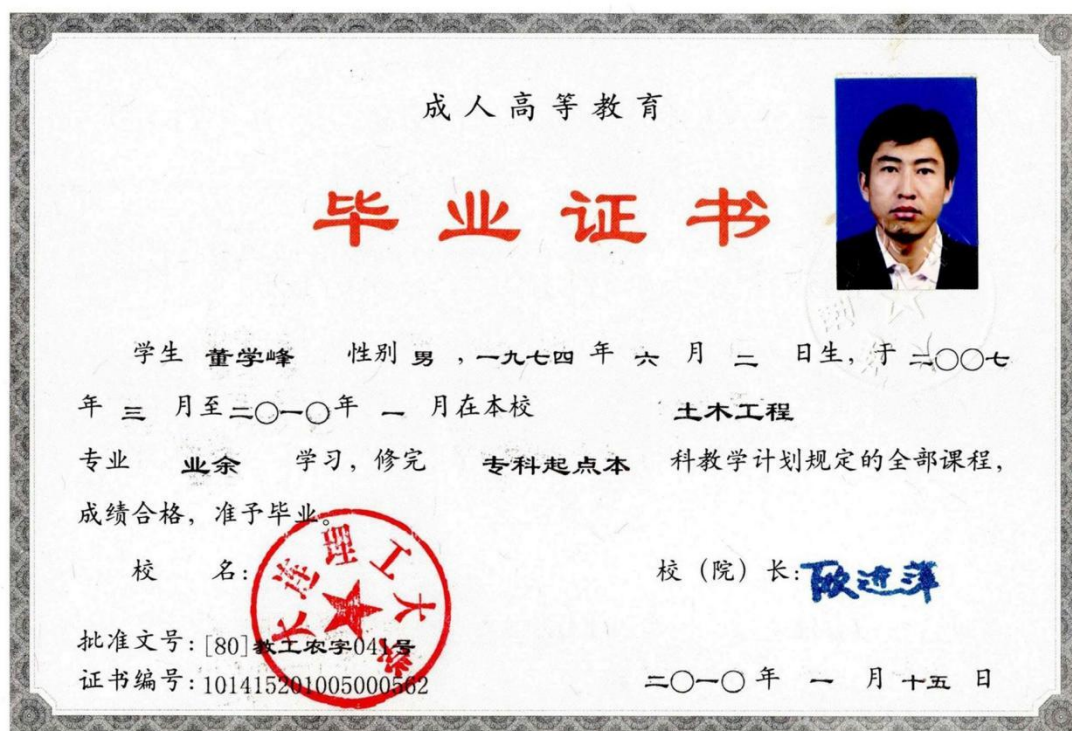 成人高等教育
毕业证书
学生 董学峰 性别 男 ，一九七四 年 六 月 二 日生，于 二〇〇七
年 三 月至二〇一〇年 一 月在本校 土木工程
专业 业余 学习，修完 专科起点本 科教学计划规定的全部课程，
成绩合格，准予毕业。
校 名：大连理工大学
校（院）长：欧进萍
批准文号：[80]教工农字041号
证书编号：101415201005000562
二〇一〇 年 一 月 十五 日